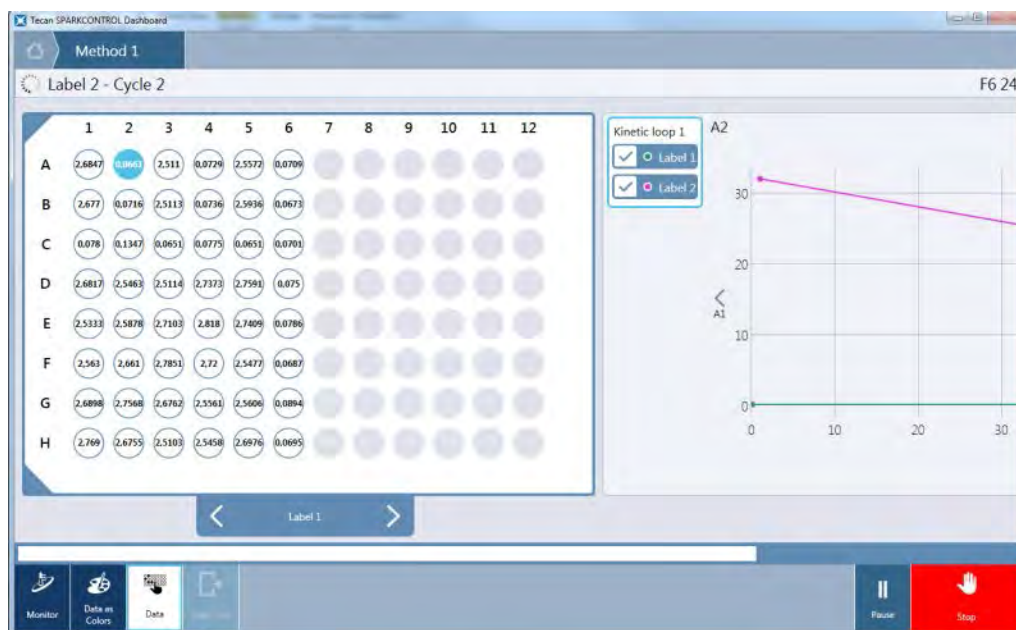 Tecan SPARKCONTROL Dashboard
Method 1
Label 2 - Cycle 2
F6 24
1 2 3 4 5 6 7 8 9 10 11 12
A 2,6847 0,0663 2,511 0,0729 2,5572 0,0709
B 2,677 0,0716 2,5113 0,0736 2,5936 0,0673
C 0,078 0,1347 0,0651 0,0775 0,0651 0,0701
D 2,6817 2,5463 2,5114 2,7373 2,7591 0,075
E 2,5333 2,5878 2,7103 2,818 2,7409 0,0786
F 2,563 2,661 2,7851 2,72 2,5477 0,0687
G 2,6898 2,7568 2,6762 2,5561 2,5606 0,0894
H 2,769 2,6755 2,5103 2,5458 2,6976 0,0695
Label 1
Kinetic loop 1
Label 1
Label 2
A2
30
20
A1
10
0
0 10 20 30
Monitor
Data as
Colors
Data
Pause
Stop